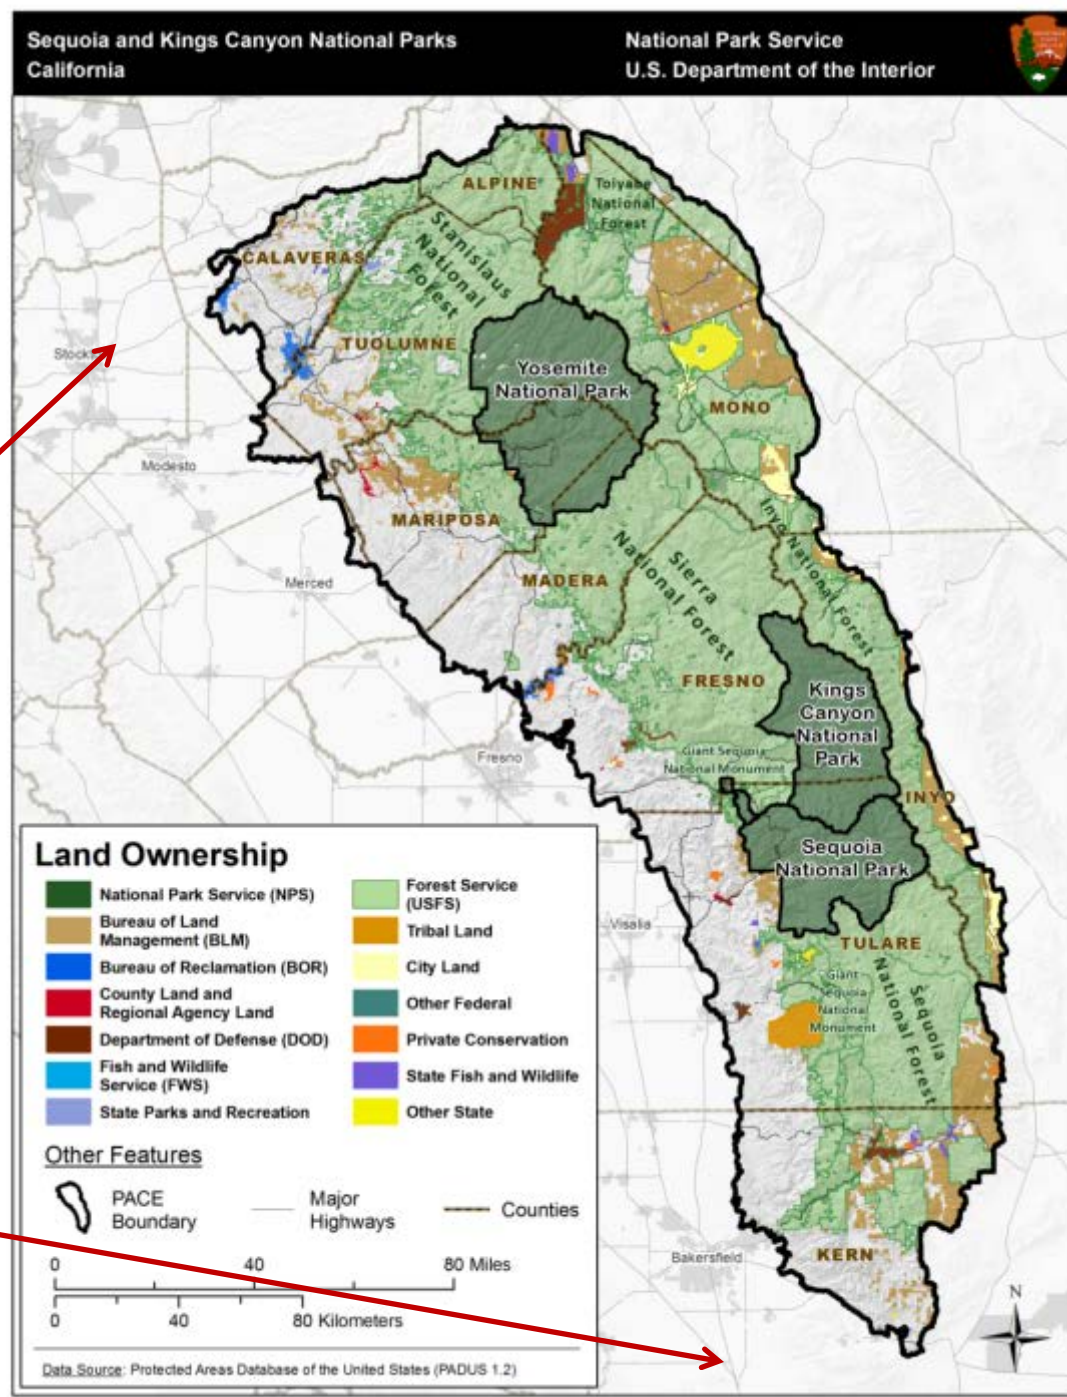 Sequoia and Kings Canyon National Parks
California
National Park Service
U.S. Department of the Interior
ALPINE
Toiyabe
National
Forest
Stanislaus
National
Forest
CALAVERAS
TUOLUMNE
Yosemite
National Park
MONO
Modesto
MARIPOSA
Inyo National Forest
Sierra
National Forest
MADERA
Merced
FRESNO
Kings
Canyon
National
Park
Giant Sequoia
National Monument
Fresno
INYO
Sequoia
National Park
Visalia
TULARE
Giant
Sequoia
National
Monument
Sequoia
National Forest
Bakersfield
KERN
N
Land Ownership
National Park Service (NPS)
Bureau of Land
Management (BLM)
Bureau of Reclamation (BOR)
County Land and
Regional Agency Land
Department of Defense (DOD)
Fish and Wildlife
Service (FWS)
State Parks and Recreation
Forest Service
(USFS)
Tribal Land
City Land
Other Federal
Private Conservation
State Fish and Wildlife
Other State
Other Features
PACE
Boundary
Major
Highways
Counties
0 40 80 Miles
0 40 80 Kilometers
Data Source: Protected Areas Database of the United States (PADUS 1.2)